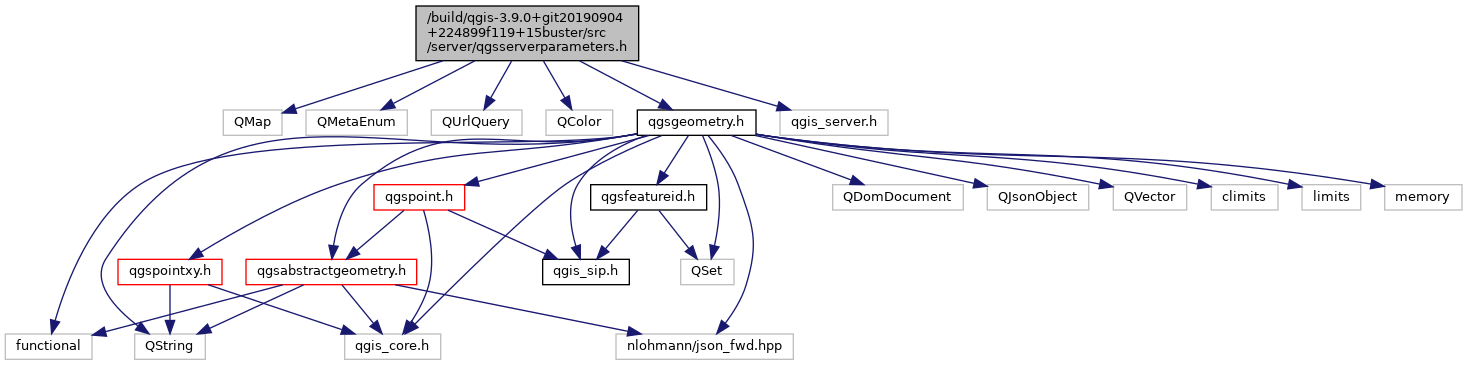 /build/qgis-3.9.0+git20190904
+224899f119+15buster/src
/server/qgsserverparameters.h
QMap
QMetaEnum
QUrlQuery
QColor
qgsgeometry.h
qgis_server.h
qgspoint.h
qgsfeatureid.h
QDomDocument
QJsonObject
QVector
climits
limits
memory
qgspointxy.h
qgsabstractgeometry.h
qgis_sip.h
QSet
functional
QString
qgis_core.h
nlohmann/json_fwd.hpp